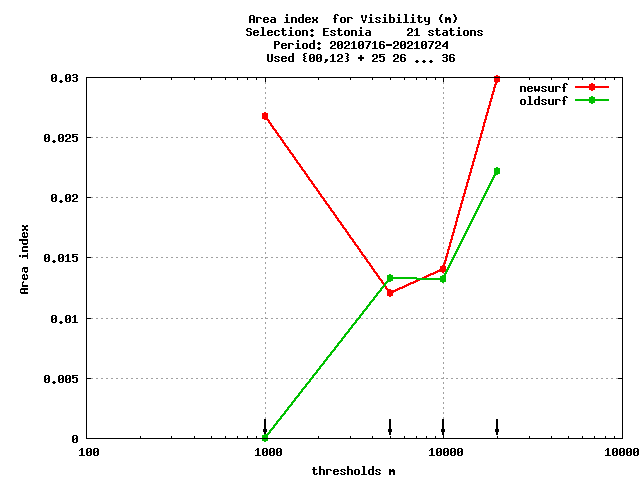 Area index  for Visibility (m)
Selection: Estonia     21 stations
Period: 20210716-20210724
Used {00,12} + 25 26 ... 36
0.03
newsurf
oldsurf
0.025
0.02
0.015
Area index
0.01
0.005
0
100 1000 10000 10000
thresholds m